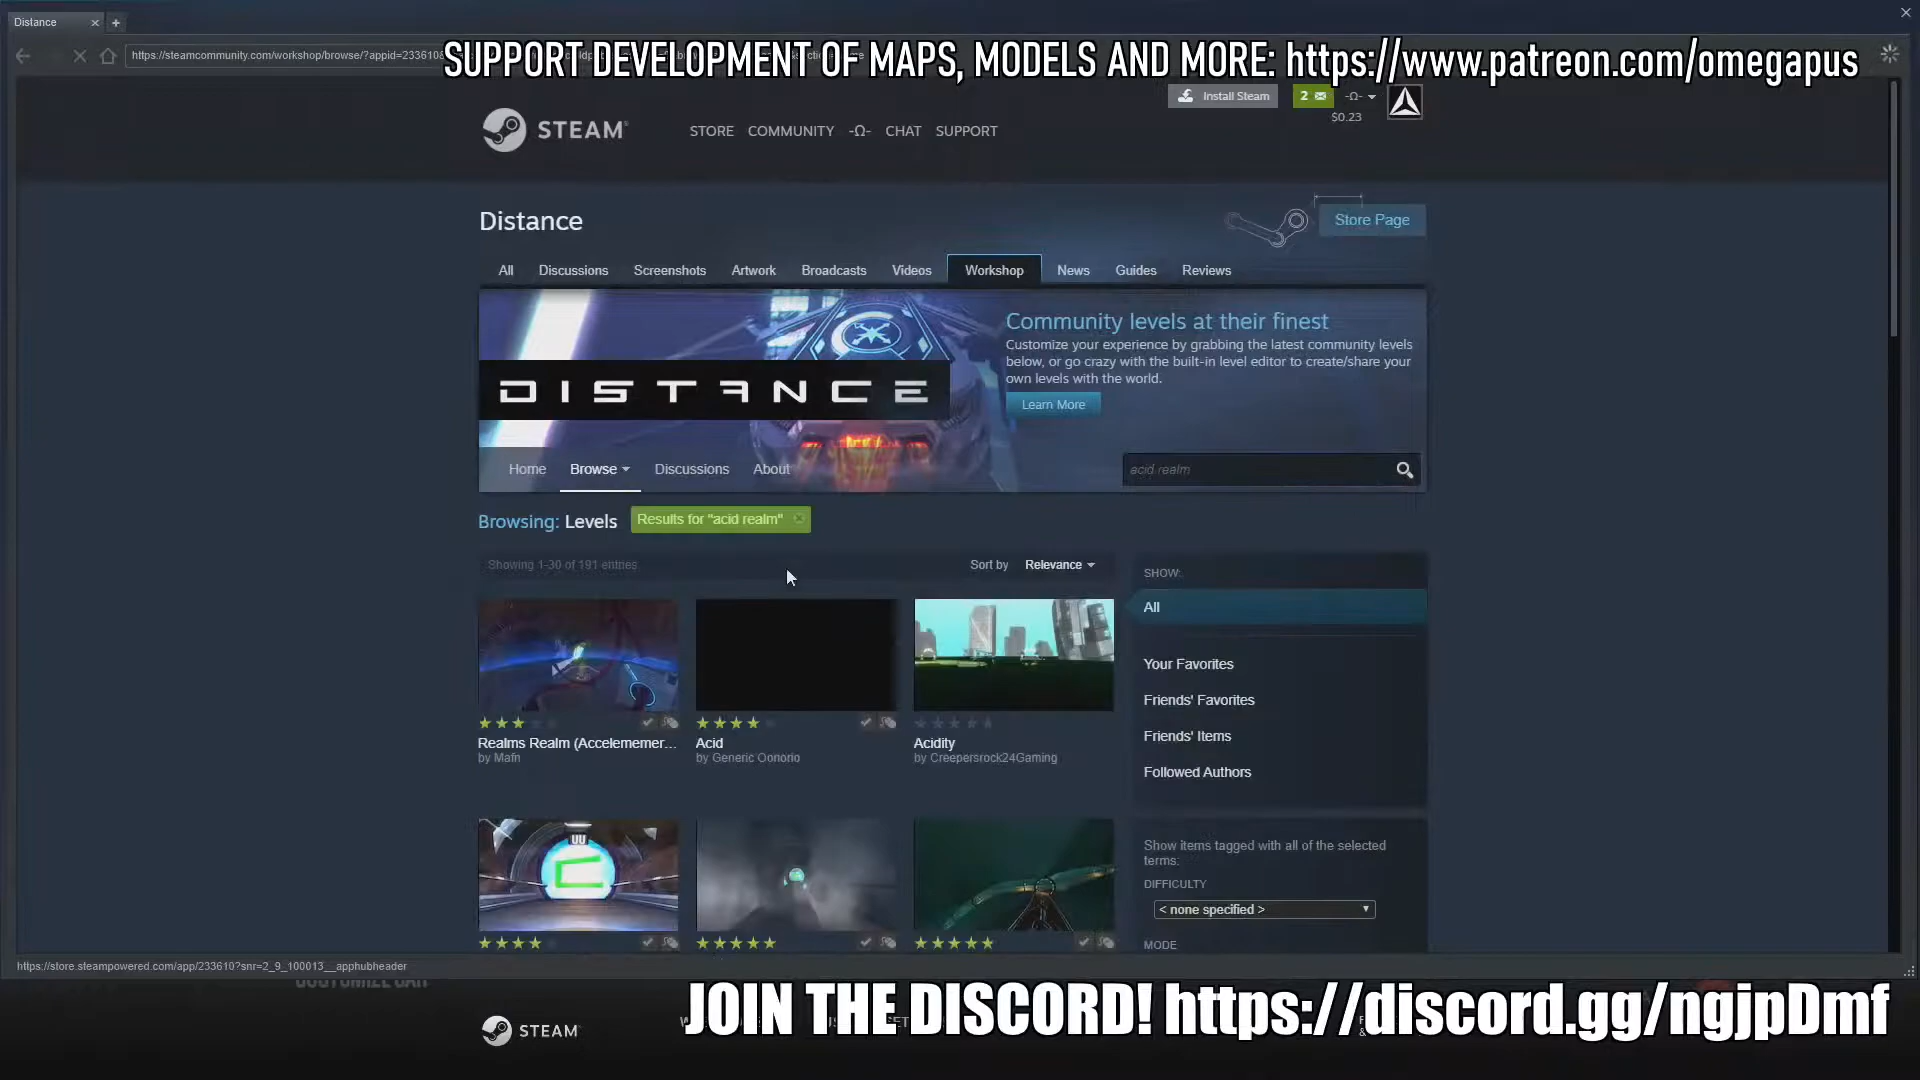 Distance
https://steamcommunity.com/workshop/browse/?appid=233610
SUPPORT DEVELOPMENT OF MAPS, MODELS AND MORE: https://www.patreon.com/omegapus
Install Steam
2
-Ω-
$0.23
STEAM
STORE COMMUNITY -Ω- CHAT SUPPORT
Distance
Store Page
All Discussions Screenshots Artwork Broadcasts Videos Workshop News Guides Reviews
Community levels at their finest
Customize your experience by grabbing the latest community levels
below, or go crazy with the built-in level editor to create/share your
own levels with the world.
DISTANCE
Learn More
Home Browse Discussions About
acid realm
Browsing: Levels
Results for "acid realm"
Showing 1-30 of 191 entries
Sort by Relevance
SHOW:
All
Your Favorites
Friends' Favorites
Friends' Items
Followed Authors
Realms Realm (Accelememer...
by Mafn
Acid
by Generic Oonorio
Acidity
by Creepersrock24Gaming
Show items tagged with all of the selected
terms:
DIFFICULTY
< none specified >
MODE
https://store.steampowered.com/app/233610?snr=2_9_100013__apphubheader
CUSTOMIZE CAR
STEAM
JOIN THE DISCORD! https://discord.gg/ngjpDmf